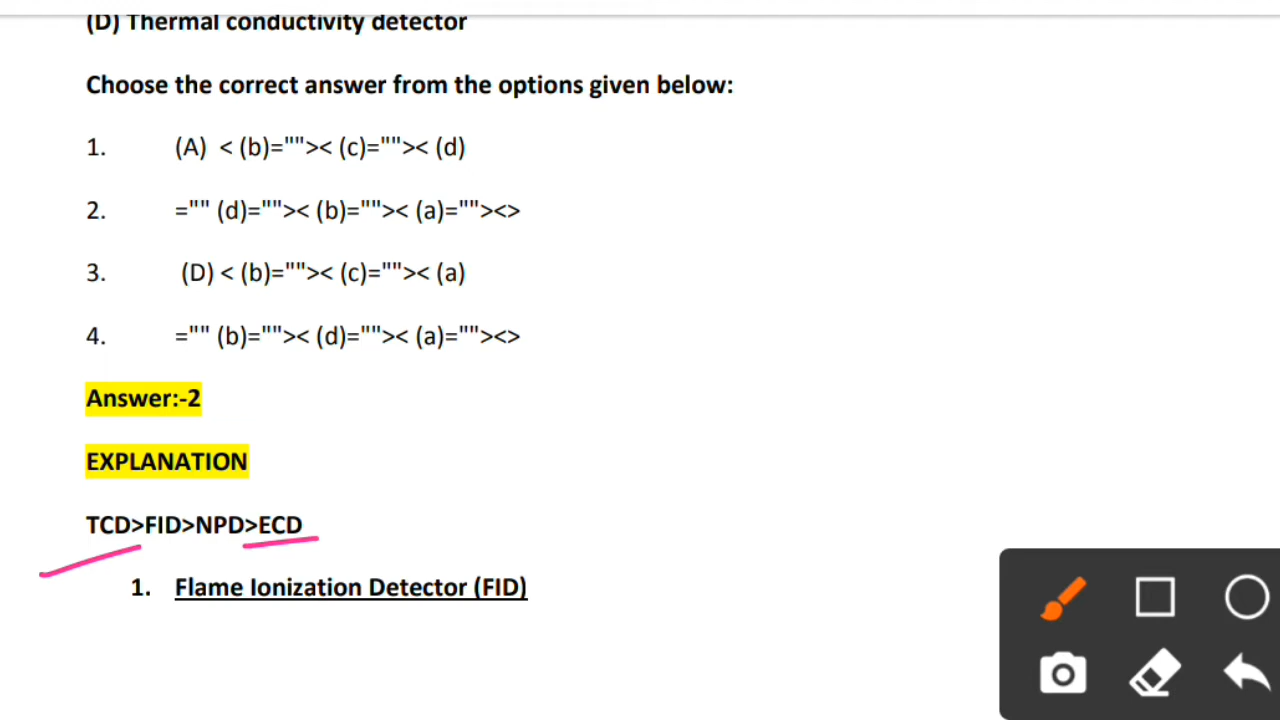 (D) Thermal conductivity detector
Choose the correct answer from the options given below:
1. (A) < (b)="">< (c)="">< (d)
2. ="" (d)="">< (b)="">< (a)=""><>
3. (D) < (b)="">< (c)="">< (a)
4. ="" (b)="">< (d)="">< (a)=""><>
Answer:-2
EXPLANATION
TCD>FID>NPD>ECD
1. Flame Ionization Detector (FID)